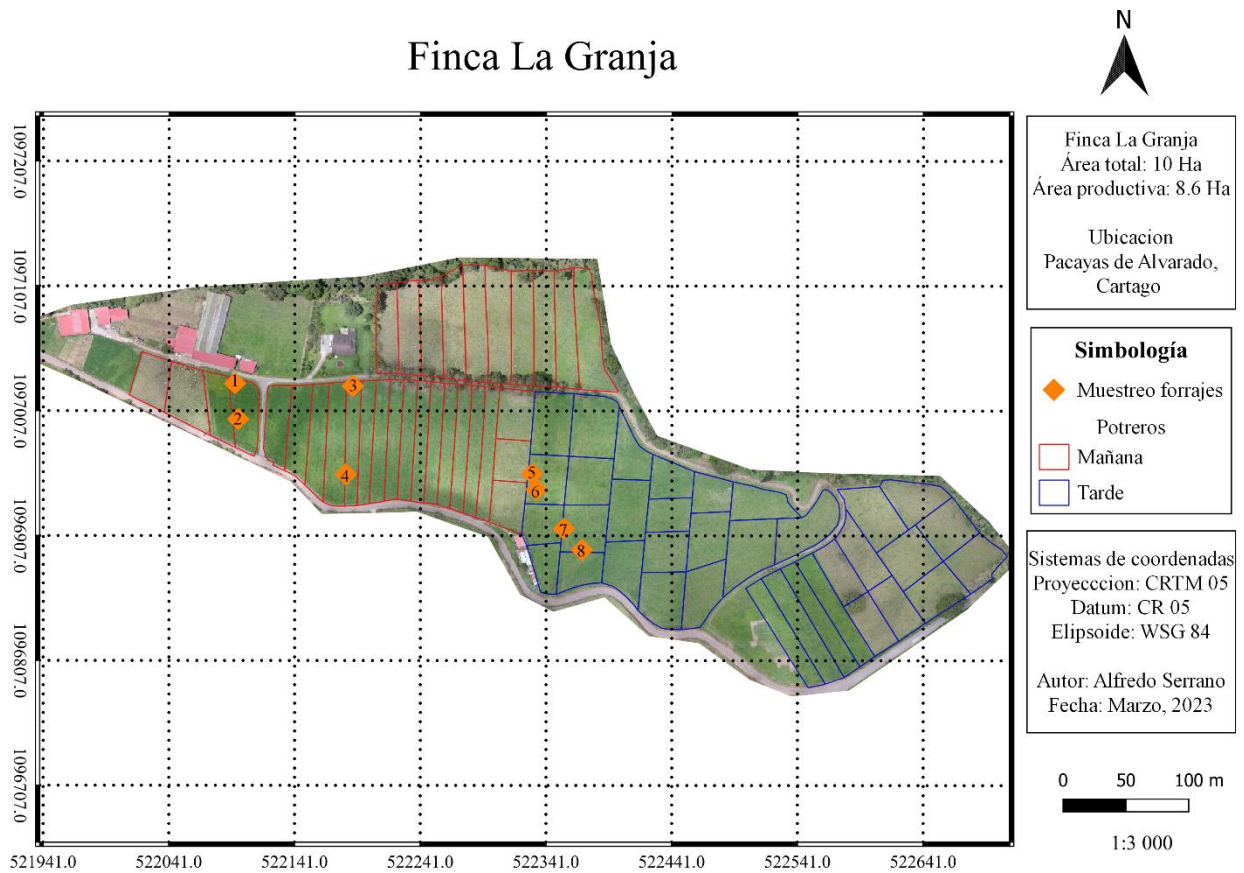 Finca La Granja
N
1097207.0
1097107.0
1097007.0
1096907.0
1096807.0
1096707.0
521941.0
522041.0
522141.0
522241.0
522341.0
522441.0
522541.0
522641.0
1
2
3
4
5
6
7
8
Finca La Granja
Área total: 10 Ha
Área productiva: 8.6 Ha
Ubicacion
Pacayas de Alvarado,
Cartago
Simbología
Muestreo forrajes
Potreros
Mañana
Tarde
Sistemas de coordenadas
Proyecccion: CRTM 05
Datum: CR 05
Elipsoide: WSG 84
Autor: Alfredo Serrano
Fecha: Marzo, 2023
0 50 100 m
1:3 000